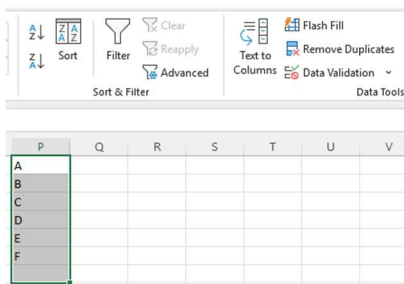 A Z↓ Z A A Z Clear Flash Fill
Z A↓ Sort Filter Reapply Text to Columns Remove Duplicates
Advanced Data Validation
Sort & Filter Data Tools
P Q R S T U V
A
B
C
D
E
F